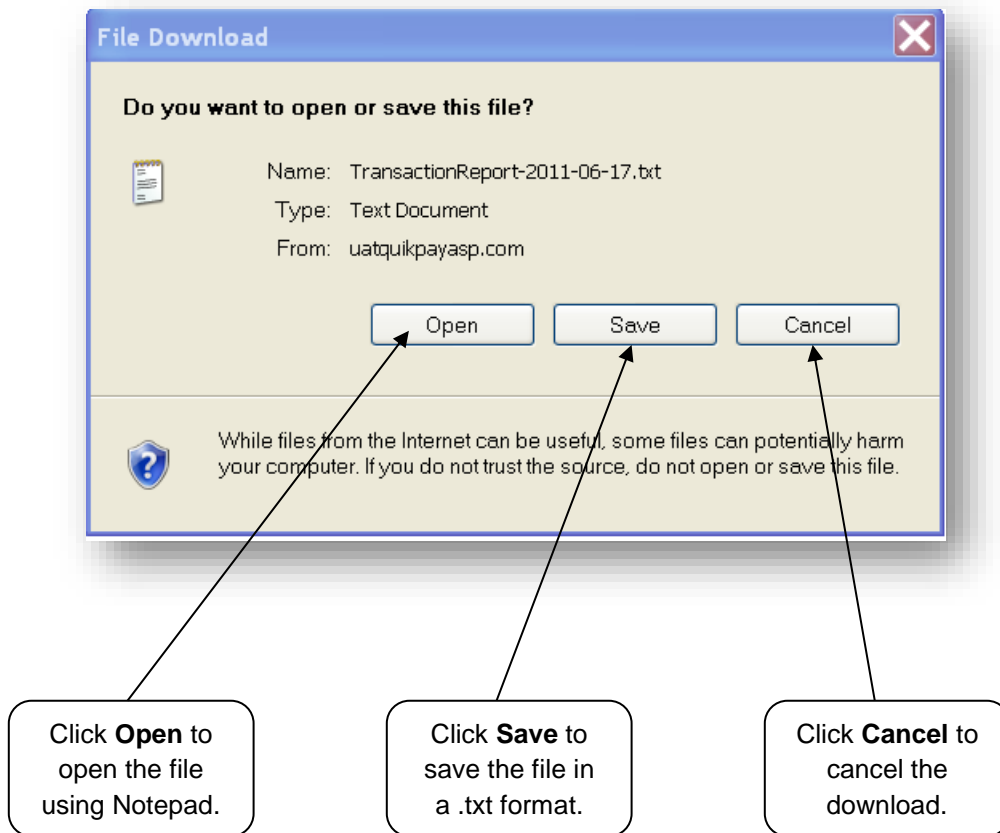 File Download
Do you want to open or save this file?
Name: TransactionReport-2011-06-17.txt
Type: Text Document
From: uatquikpayasp.com
Open Save Cancel
While files from the Internet can be useful, some files can potentially harm
your computer. If you do not trust the source, do not open or save this file.
Click Open to
open the file
using Notepad.
Click Save to
save the file in
a .txt format.
Click Cancel to
cancel the
download.